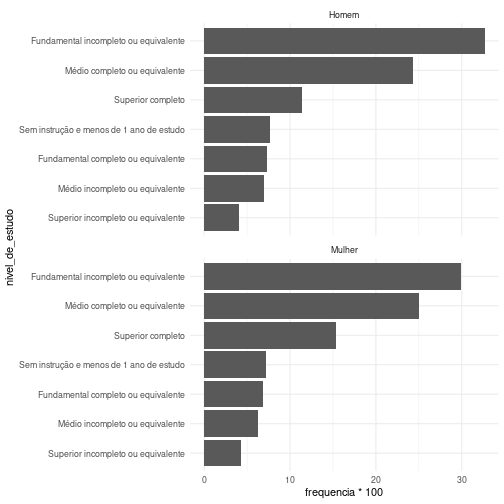 Homem
Fundamental incompleto ou equivalente
Médio completo ou equivalente
Superior completo
Sem instrução e menos de 1 ano de estudo
Fundamental completo ou equivalente
Médio incompleto ou equivalente
Superior incompleto ou equivalente
nivel_de_estudo
Mulher
Fundamental incompleto ou equivalente
Médio completo ou equivalente
Superior completo
Sem instrução e menos de 1 ano de estudo
Fundamental completo ou equivalente
Médio incompleto ou equivalente
Superior incompleto ou equivalente
0 10 20 30
frequencia * 100